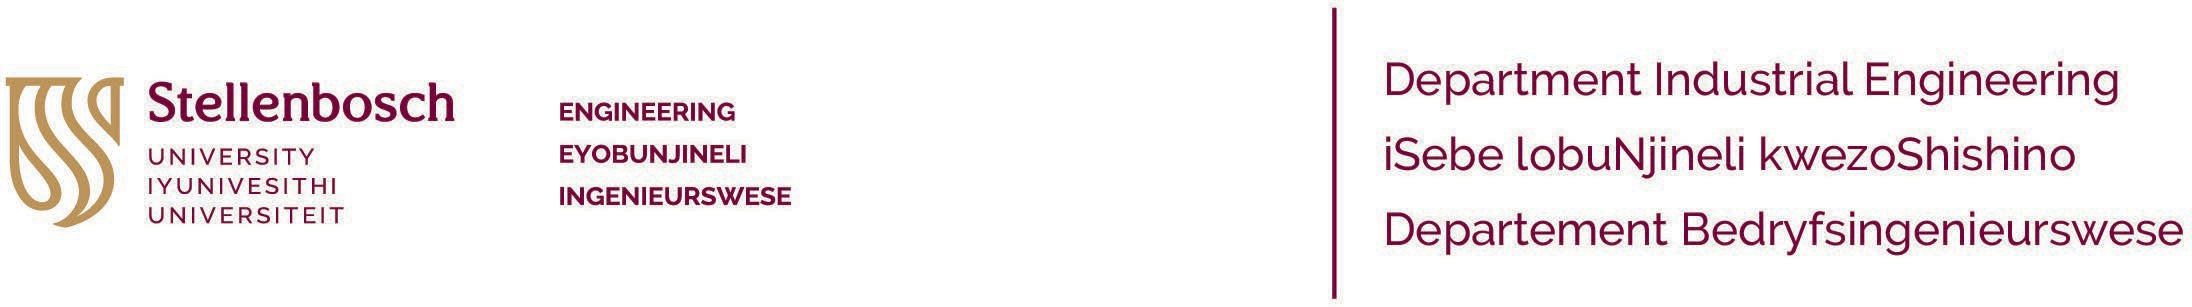 Stellenbosch
UNIVERSITY
IYUNIVESITHI
UNIVERSITEIT
ENGINEERING
EYOBUNJINELI
INGENIEURSWESE
Department Industrial Engineering
iSebe lobuNjineli kwezoShishino
Departement Bedryfsingenieurswese